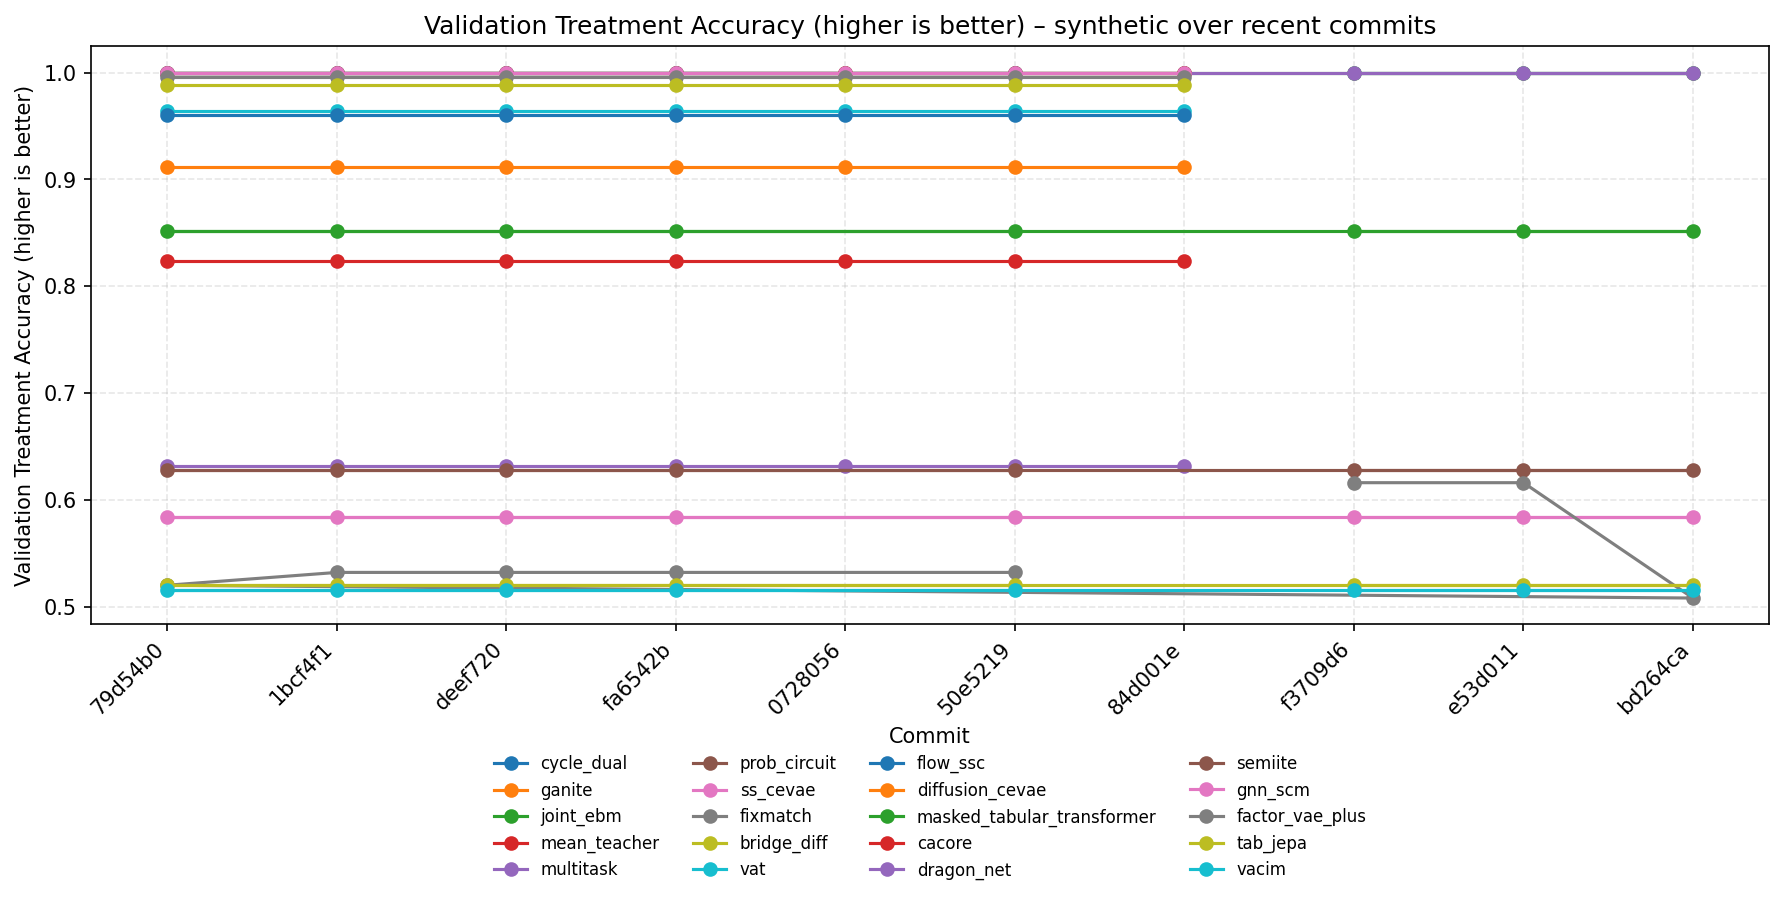 Validation Treatment Accuracy (higher is better) – synthetic over recent commits
Validation Treatment Accuracy (higher is better)
1.0
0.9
0.8
0.7
0.6
0.5
79d54b0
1bcf4f1
deef720
fa6542b
0728056
50e5219
84d001e
f3709d6
e53d011
bd264ca
Commit
cycle_dual
ganite
joint_ebm
mean_teacher
multitask
prob_circuit
ss_cevae
fixmatch
bridge_diff
vat
flow_ssc
diffusion_cevae
masked_tabular_transformer
cacore
dragon_net
semiite
gnn_scm
factor_vae_plus
tab_jepa
vacim